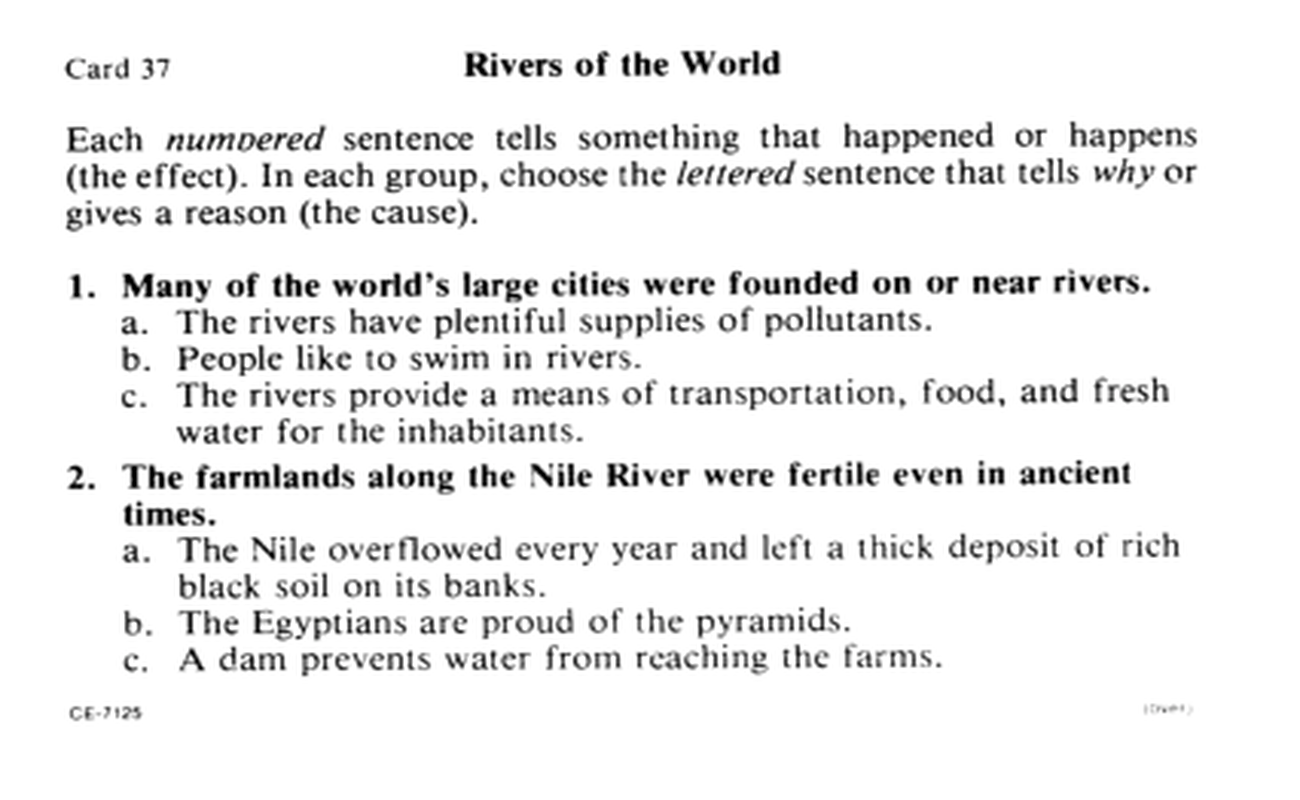 Card 37
Rivers of the World
Each numbered sentence tells something that happened or happens
(the effect). In each group, choose the lettered sentence that tells why or
gives a reason (the cause).
1. Many of the world's large cities were founded on or near rivers.
a. The rivers have plentiful supplies of pollutants.
b. People like to swim in rivers.
c. The rivers provide a means of transportation, food, and fresh
water for the inhabitants.
2. The farmlands along the Nile River were fertile even in ancient
times.
a. The Nile overflowed every year and left a thick deposit of rich
black soil on its banks.
b. The Egyptians are proud of the pyramids.
c. A dam prevents water from reaching the farms.
CE-7125